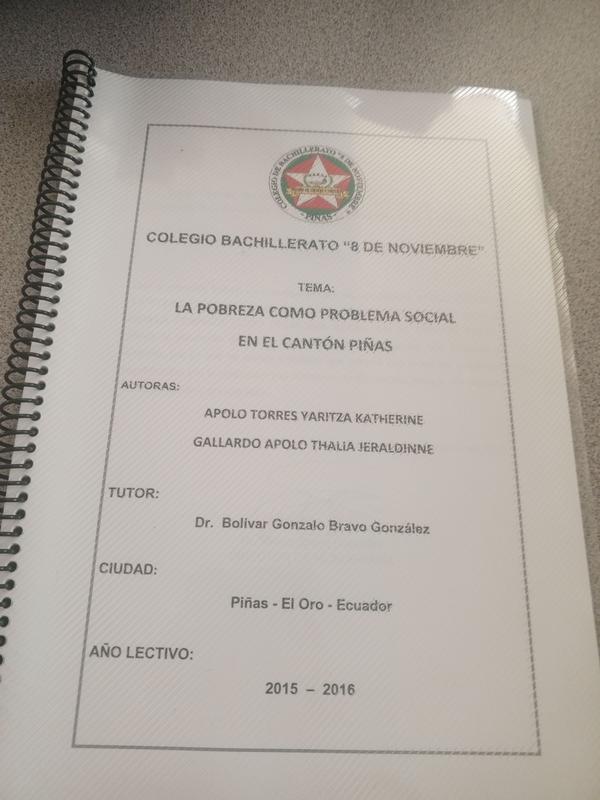 COLEGIO DE BACHILLERATO "8 DE NOVIEMBRE"
- PIÑAS -
COLEGIO BACHILLERATO "8 DE NOVIEMBRE"
TEMA:
LA POBREZA COMO PROBLEMA SOCIAL
EN EL CANTÓN PIÑAS
AUTORAS:
APOLO TORRES YARITZA KATHERINE
GALLARDO APOLO THALIA JERALDINNE
TUTOR:
Dr. Bolivar Gonzalo Bravo González
CIUDAD:
Piñas - El Oro - Ecuador
AÑO LECTIVO:
2015 – 2016